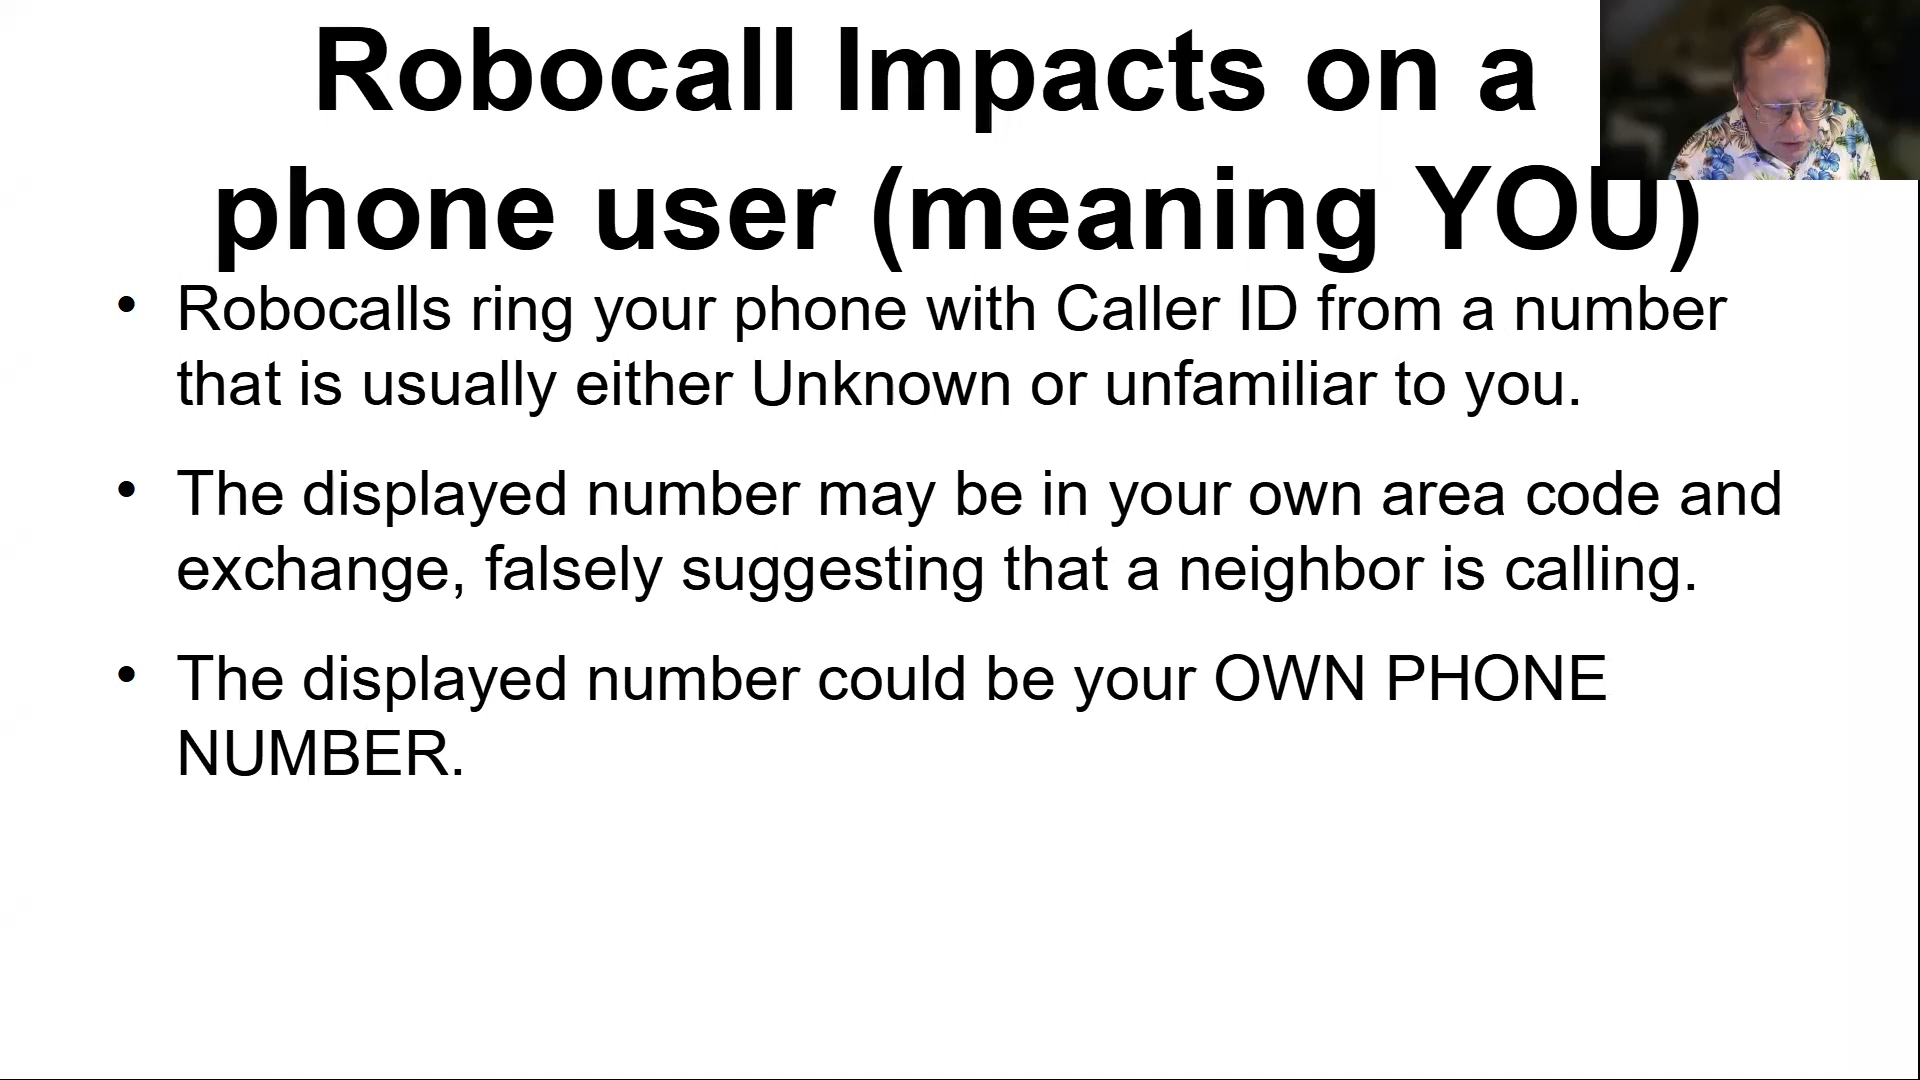 Robocall Impacts on a
phone user (meaning YOU)
• Robocalls ring your phone with Caller ID from a number
that is usually either Unknown or unfamiliar to you.
• The displayed number may be in your own area code and
exchange, falsely suggesting that a neighbor is calling.
• The displayed number could be your OWN PHONE
NUMBER.